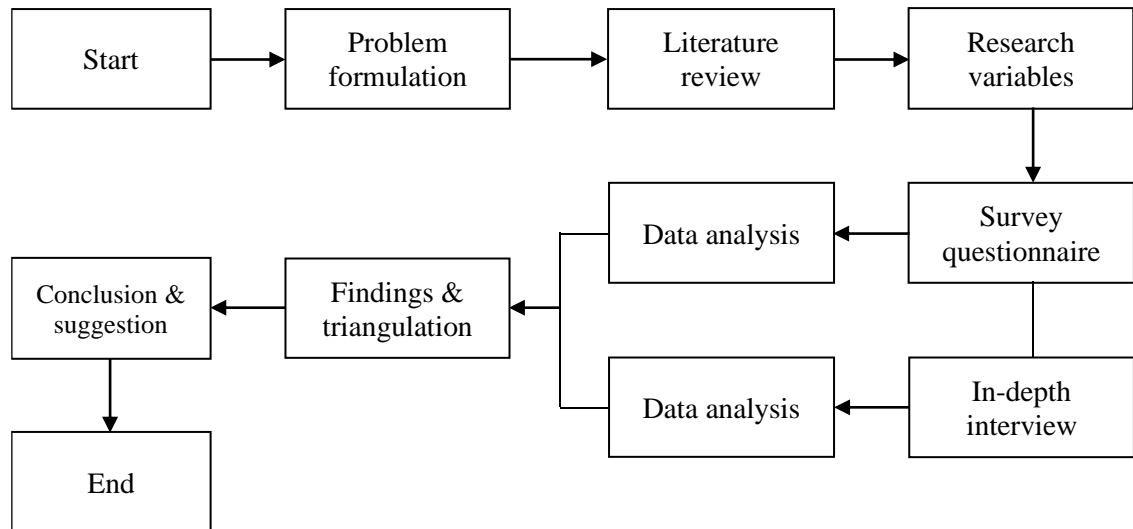 Start
Problem
formulation
Literature
review
Research
variables
Survey
questionnaire
Data analysis
Findings &
triangulation
Conclusion &
suggestion
In-depth
interview
Data analysis
End